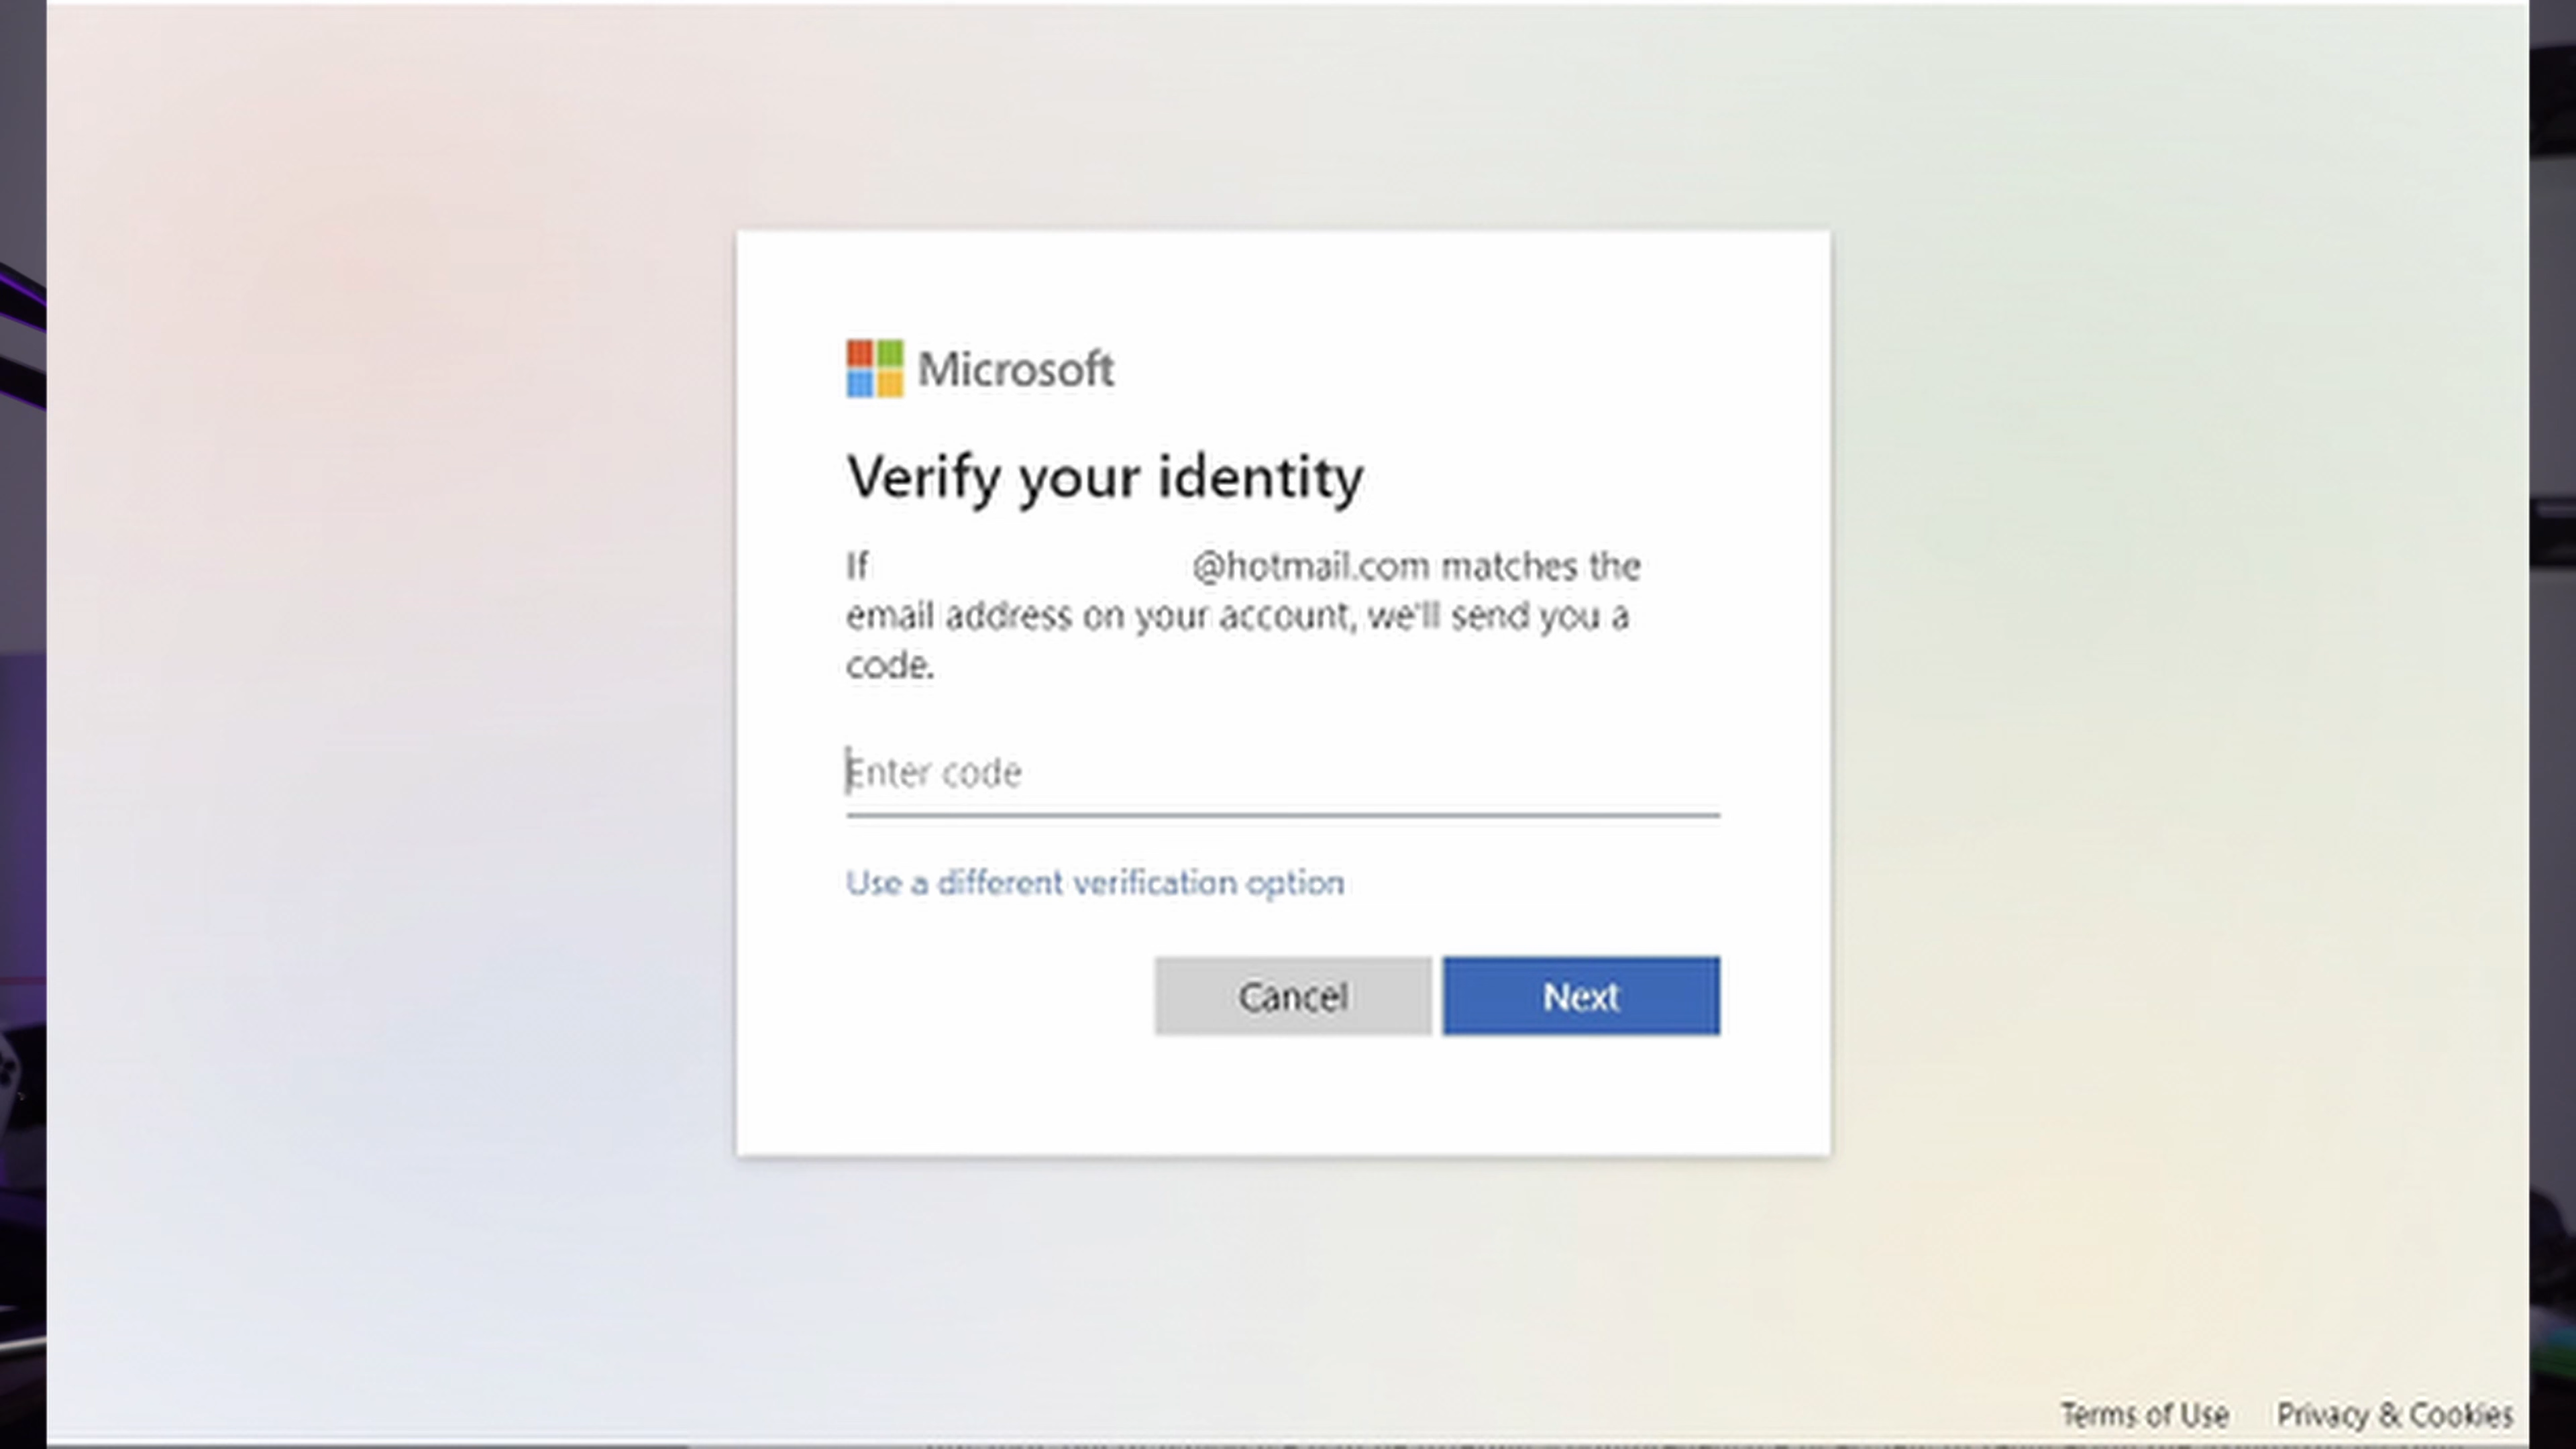 Microsoft
Verify your identity
If @hotmail.com matches the
email address on your account, we'll send you a
code.
Enter code
Use a different verification option
Cancel Next
Terms of Use Privacy & Cookies